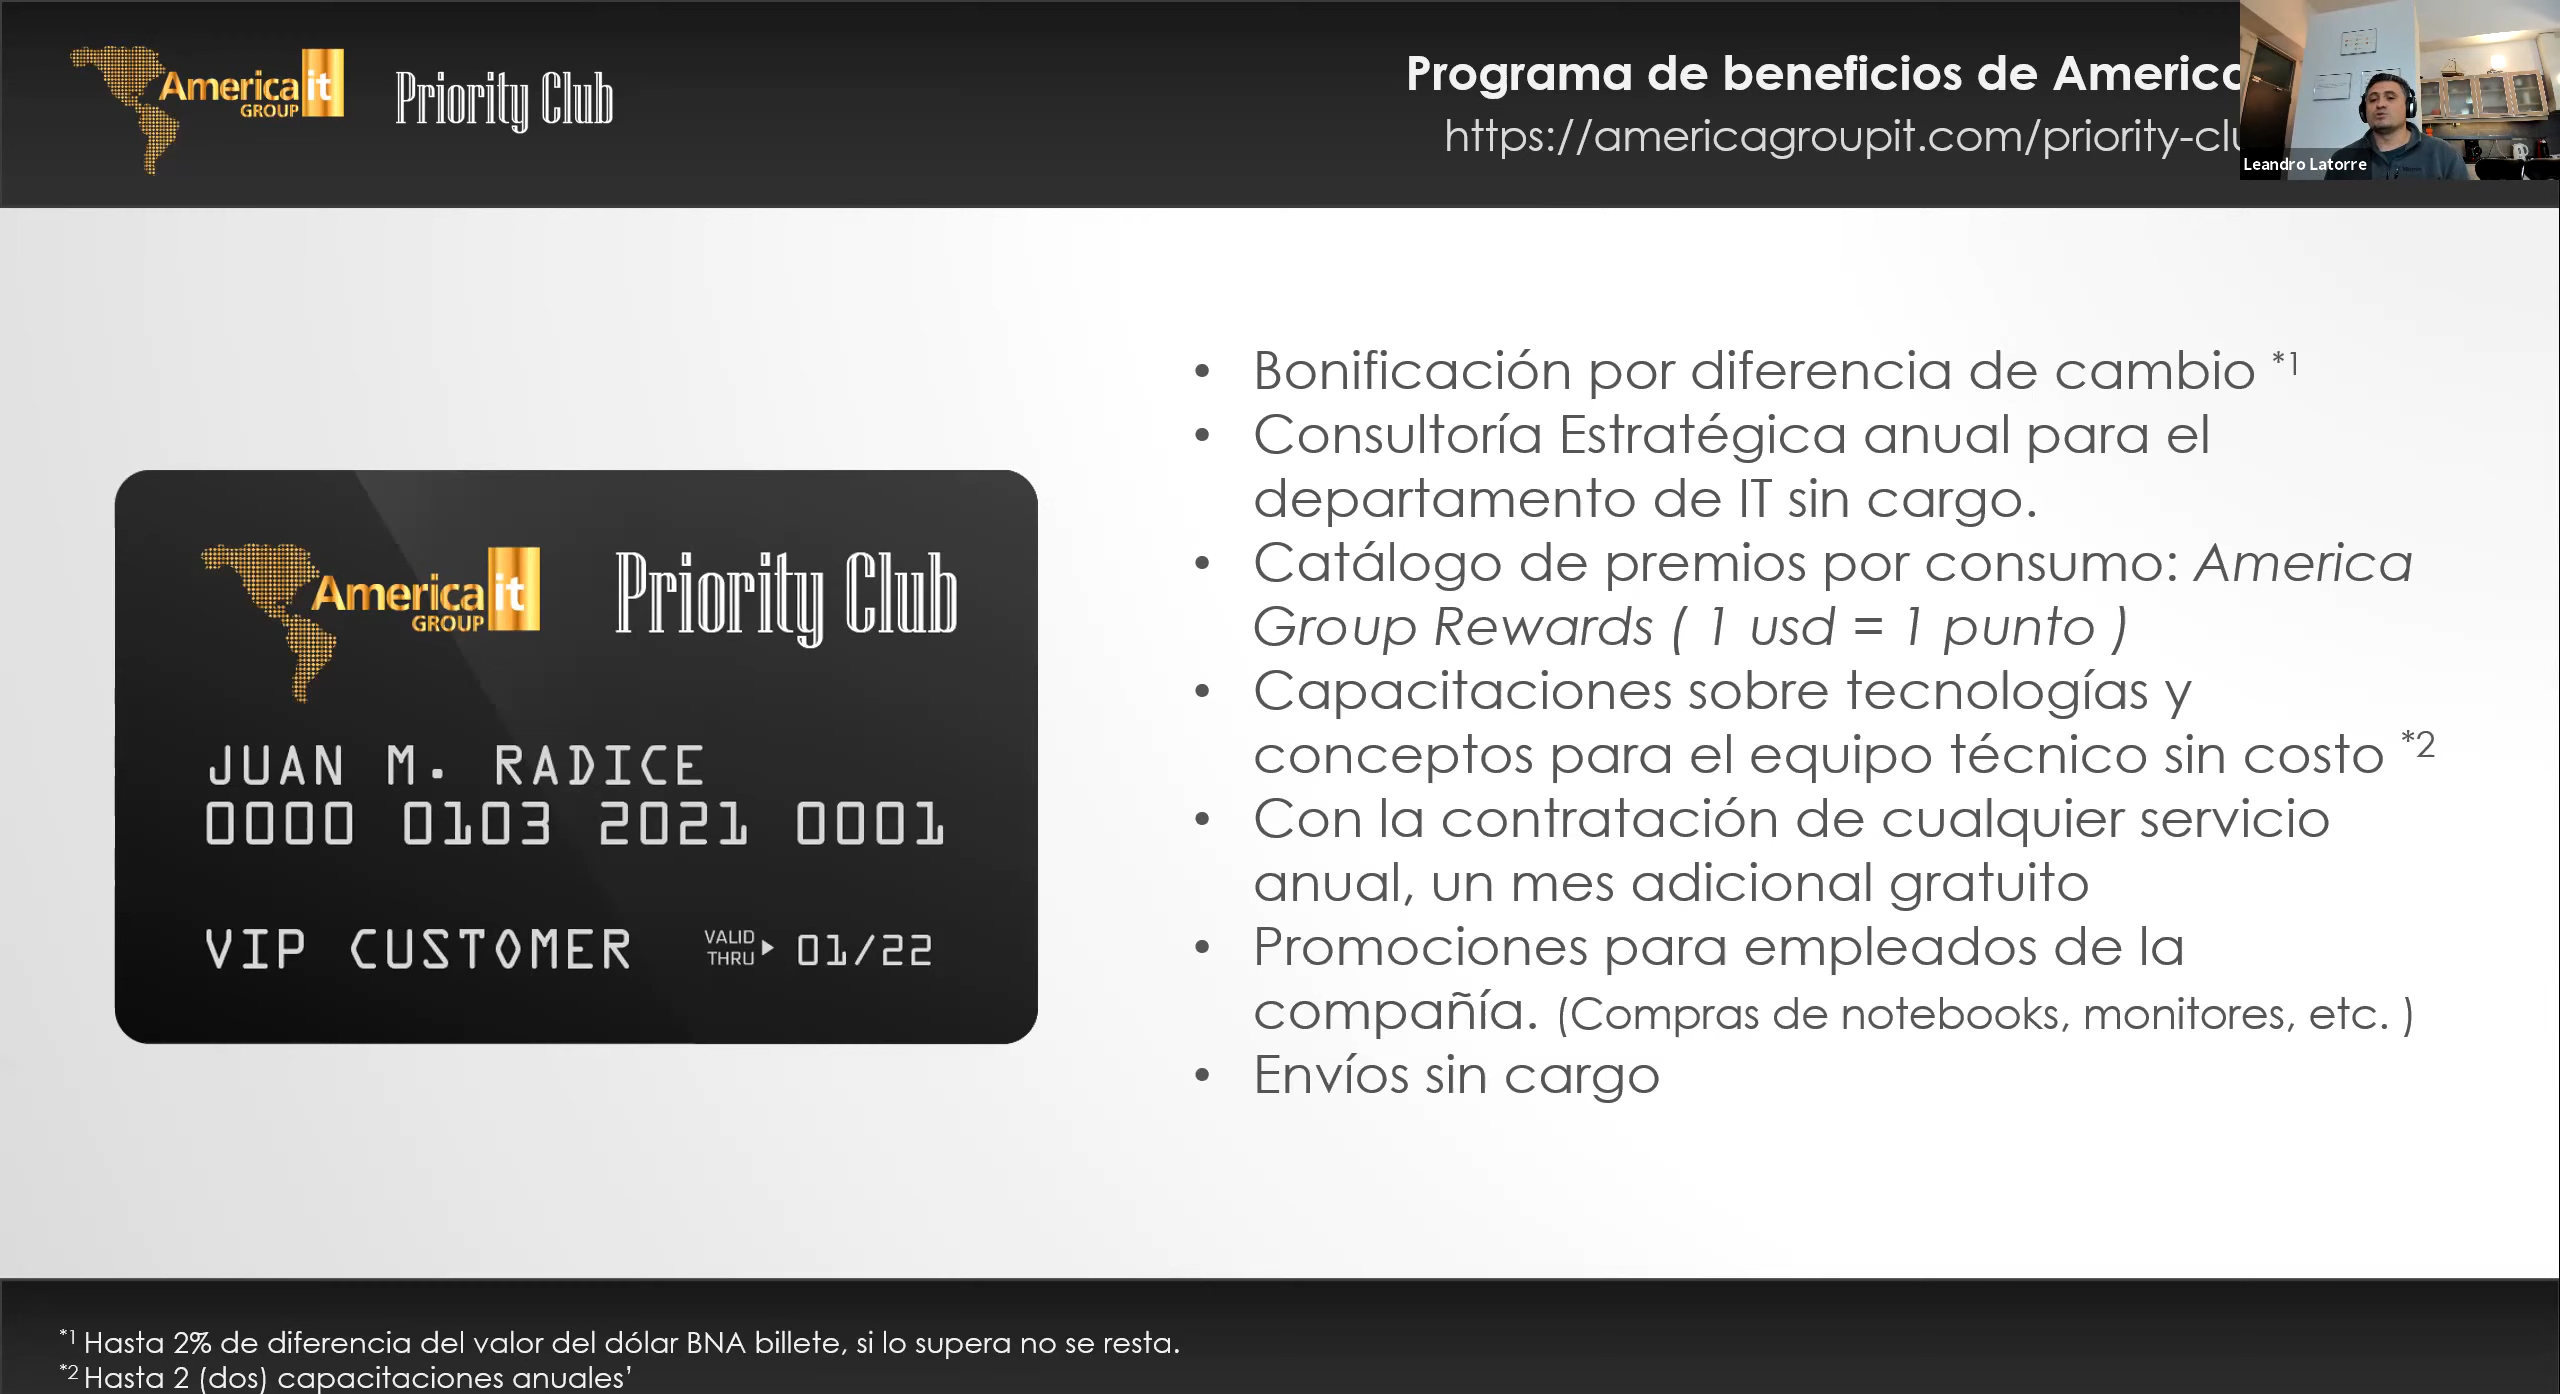 America it
GROUP
Priority Club
Programa de beneficios de America
https://americagroupit.com/priority-clu
Leandro Latorre
America it
GROUP
Priority Club
JUAN M. RADICE
0000 0103 2021 0001
VIP CUSTOMER
VALID
THRU
01/22
• Bonificación por diferencia de cambio *1
• Consultoría Estratégica anual para el
departamento de IT sin cargo.
• Catálogo de premios por consumo: America
Group Rewards ( 1 usd = 1 punto )
• Capacitaciones sobre tecnologías y
conceptos para el equipo técnico sin costo *2
• Con la contratación de cualquier servicio
anual, un mes adicional gratuito
• Promociones para empleados de la
compañía. (Compras de notebooks, monitores, etc. )
• Envíos sin cargo
*1 Hasta 2% de diferencia del valor del dólar BNA billete, si lo supera no se resta.
*2 Hasta 2 (dos) capacitaciones anuales’